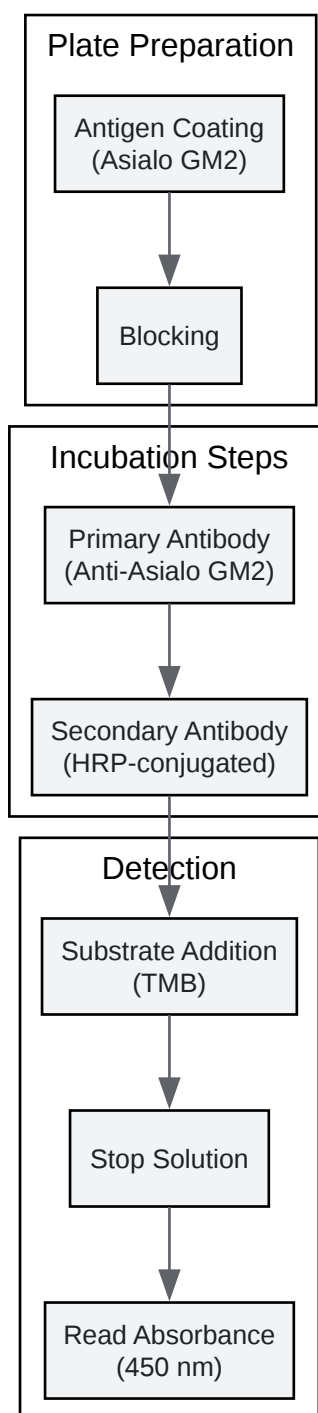 Plate Preparation
Antigen Coating
(Asialo GM2)
Blocking
Incubation Steps
Primary Antibody
(Anti-Asialo GM2)
Secondary Antibody
(HRP-conjugated)
Detection
Substrate Addition
(TMB)
Stop Solution
Read Absorbance
(450 nm)